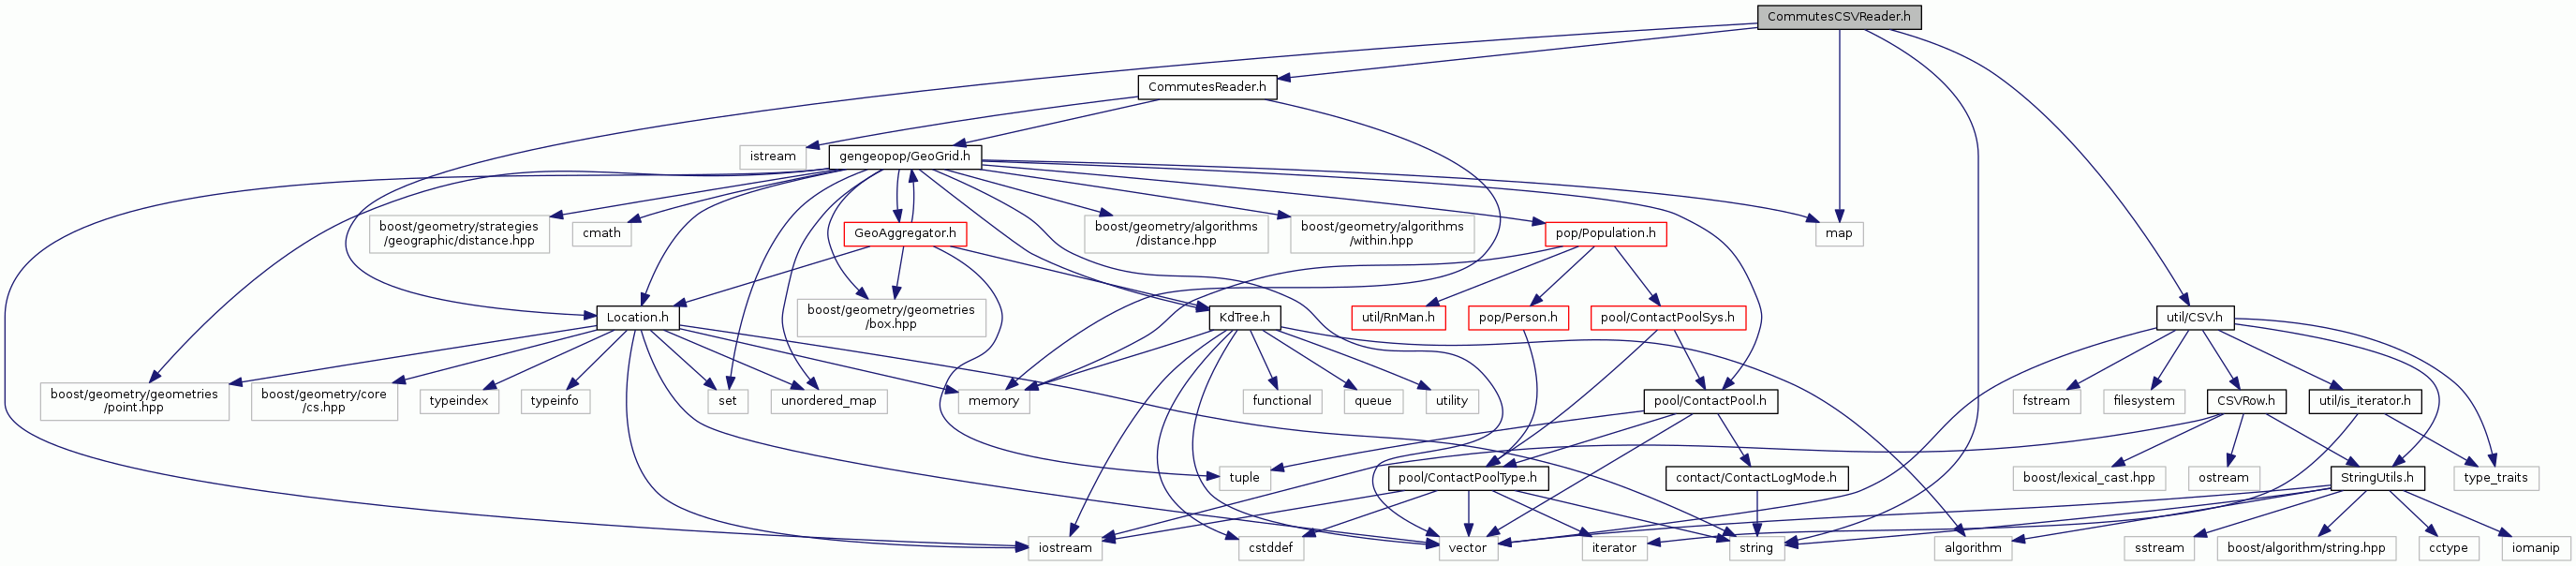 CommutesCSVReader.h
CommutesReader.h
istream
gengeopop/GeoGrid.h
boost/geometry/strategies
/geographic/distance.hpp
cmath
GeoAggregator.h
boost/geometry/algorithms
/distance.hpp
boost/geometry/algorithms
/within.hpp
pop/Population.h
map
boost/geometry/geometries
/box.hpp
Location.h
KdTree.h
util/RnMan.h
pop/Person.h
pool/ContactPoolSys.h
util/CSV.h
boost/geometry/geometries
/point.hpp
boost/geometry/core
/cs.hpp
typeindex
typeinfo
set
unordered_map
memory
functional
queue
utility
pool/ContactPool.h
fstream
filesystem
CSVRow.h
util/is_iterator.h
tuple
pool/ContactPoolType.h
contact/ContactLogMode.h
boost/lexical_cast.hpp
ostream
StringUtils.h
type_traits
iostream
cstddef
vector
iterator
string
algorithm
sstream
boost/algorithm/string.hpp
cctype
iomanip